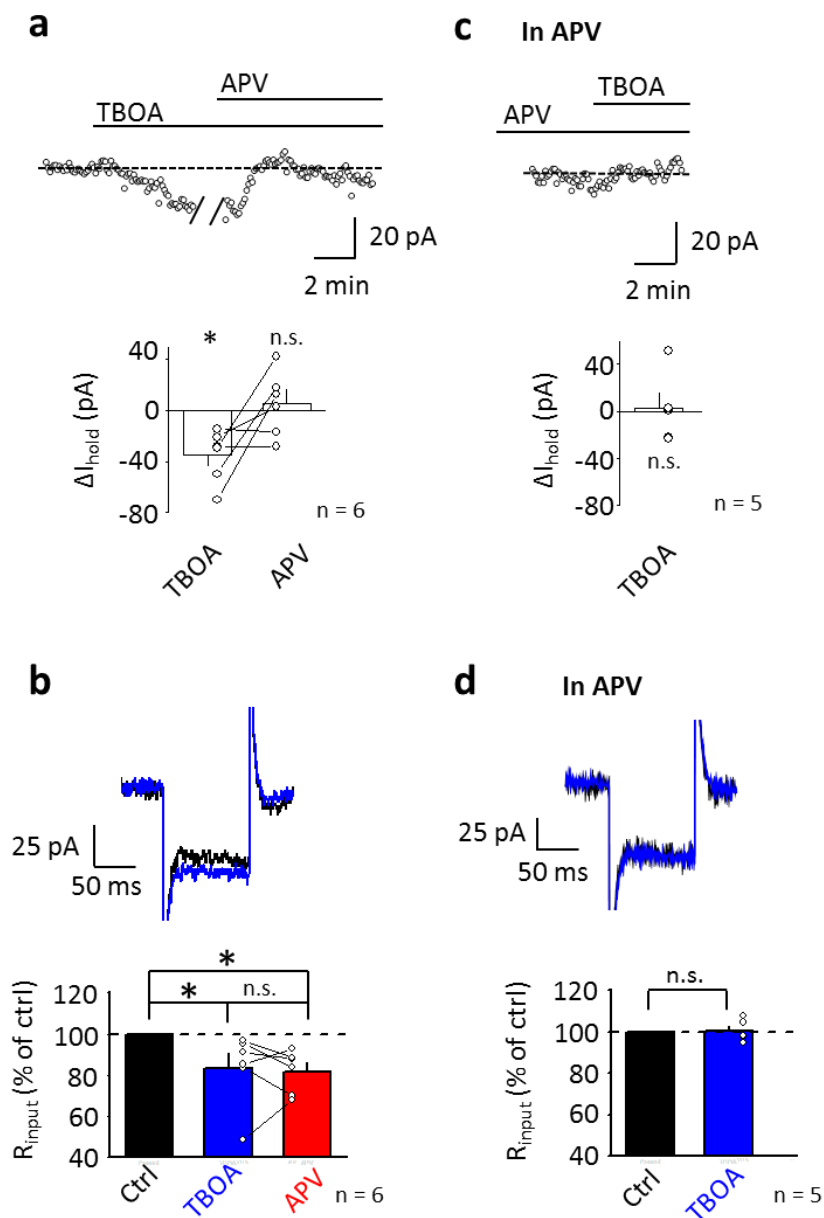 a
APV
TBOA
20 pA
2 min
*
n.s.
40
0
-40
-80
ΔIhold (pA)
n = 6
TBOA
APV
c In APV
TBOA
APV
20 pA
2 min
40
0
-40
-80
ΔIhold (pA)
n.s.
n = 5
TBOA
b
25 pA
50 ms
*
* n.s.
120
100
80
60
40
Rinput (% of ctrl)
Ctrl
TBOA
APV
n = 6
d In APV
25 pA
50 ms
n.s.
120
100
80
60
40
Rinput (% of ctrl)
Ctrl
TBOA
n = 5